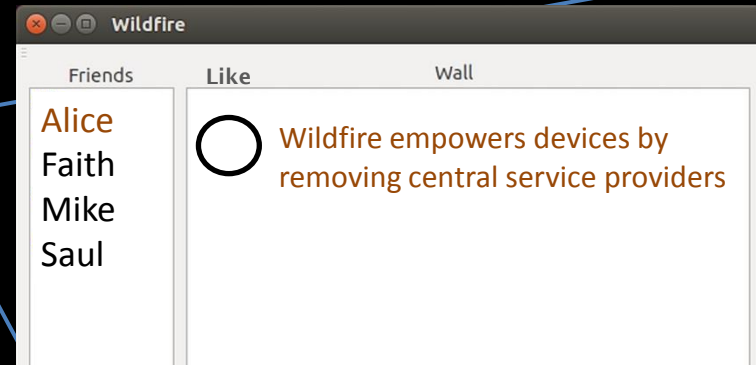 Wildfire
Friends
Like
Wall
Alice
Faith
Mike
Saul
Wildfire empowers devices by
removing central service providers